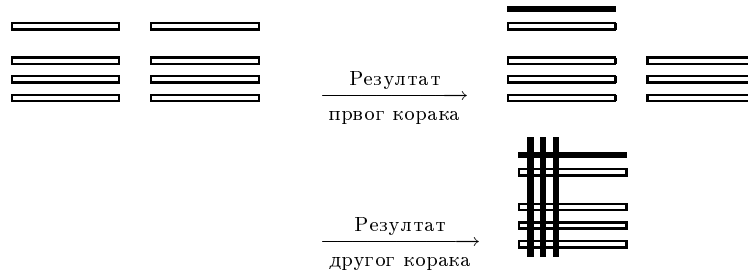 Резултат
првог корака
Резултат
другог корака